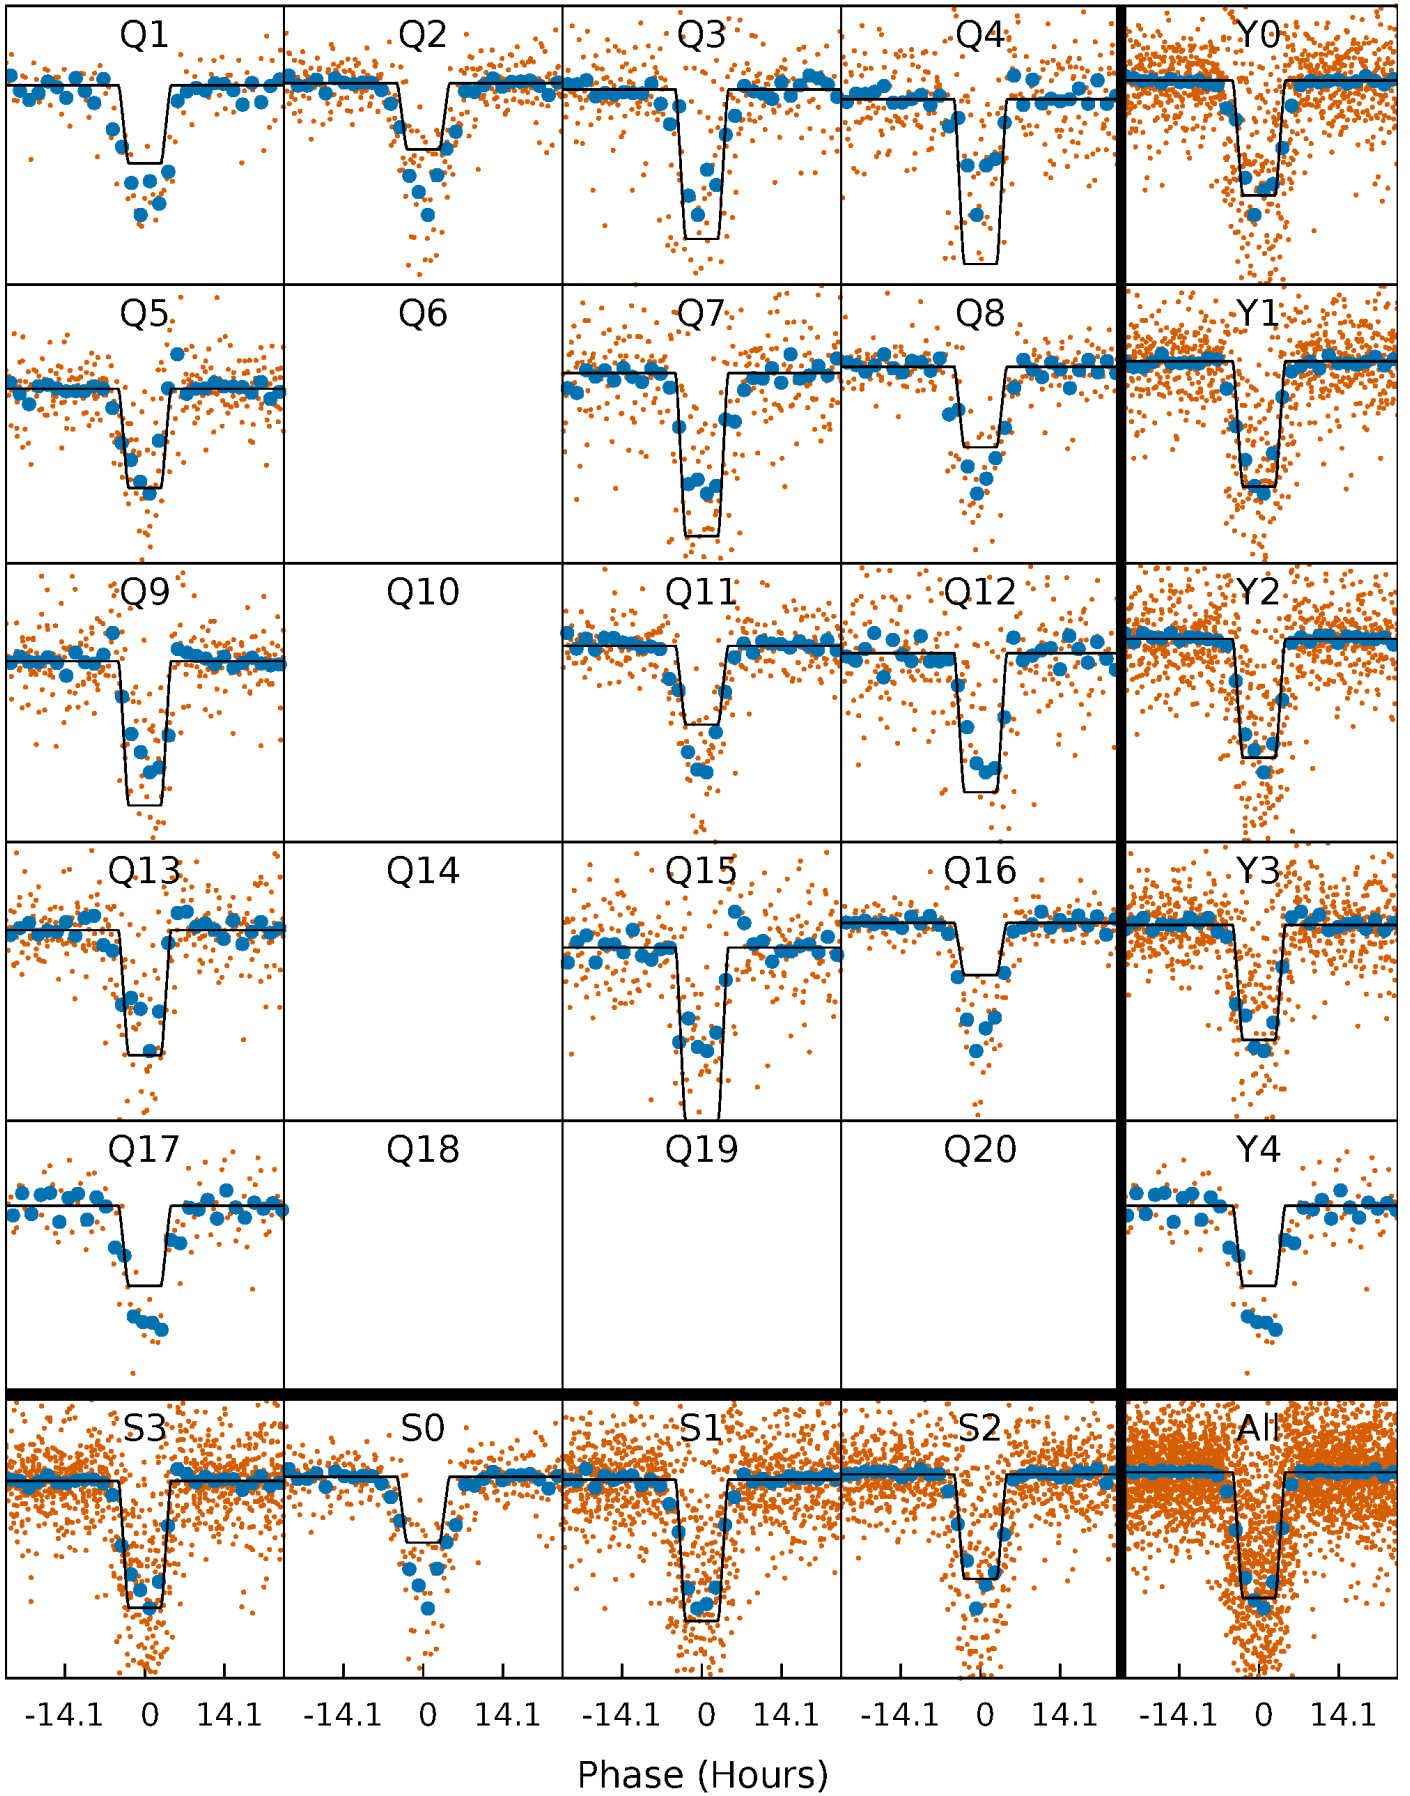 Q1 Q2 Q3 Q4 Y0
Q5 Q6 Q7 Q8 Y1
Q9 Q10 Q11 Q12 Y2
Q13 Q14 Q15 Q16 Y3
Q17 Q18 Q19 Q20 Y4
S3 S0 S1 S2 All
-14.1 0 14.1 -14.1 0 14.1 -14.1 0 14.1 -14.1 0 14.1 -14.1 0 14.1
Phase (Hours)